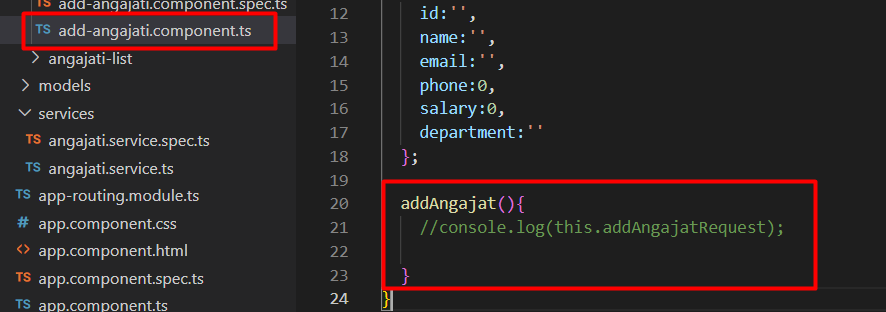 add-angajati.component.spec.ts
TS add-angajati.component.ts
> angajati-list
> models
services
TS angajati.service.spec.ts
TS angajati.service.ts
TS app-routing.module.ts
# app.component.css
<> app.component.html
TS app.component.spec.ts
TS app.component.ts
12 id:'',
13 name:'',
14 email:'',
15 phone:0,
16 salary:0,
17 department:''
18 };
19
20 addAngajat(){
21 //console.log(this.addAngajatRequest);
22
23 }
24 }